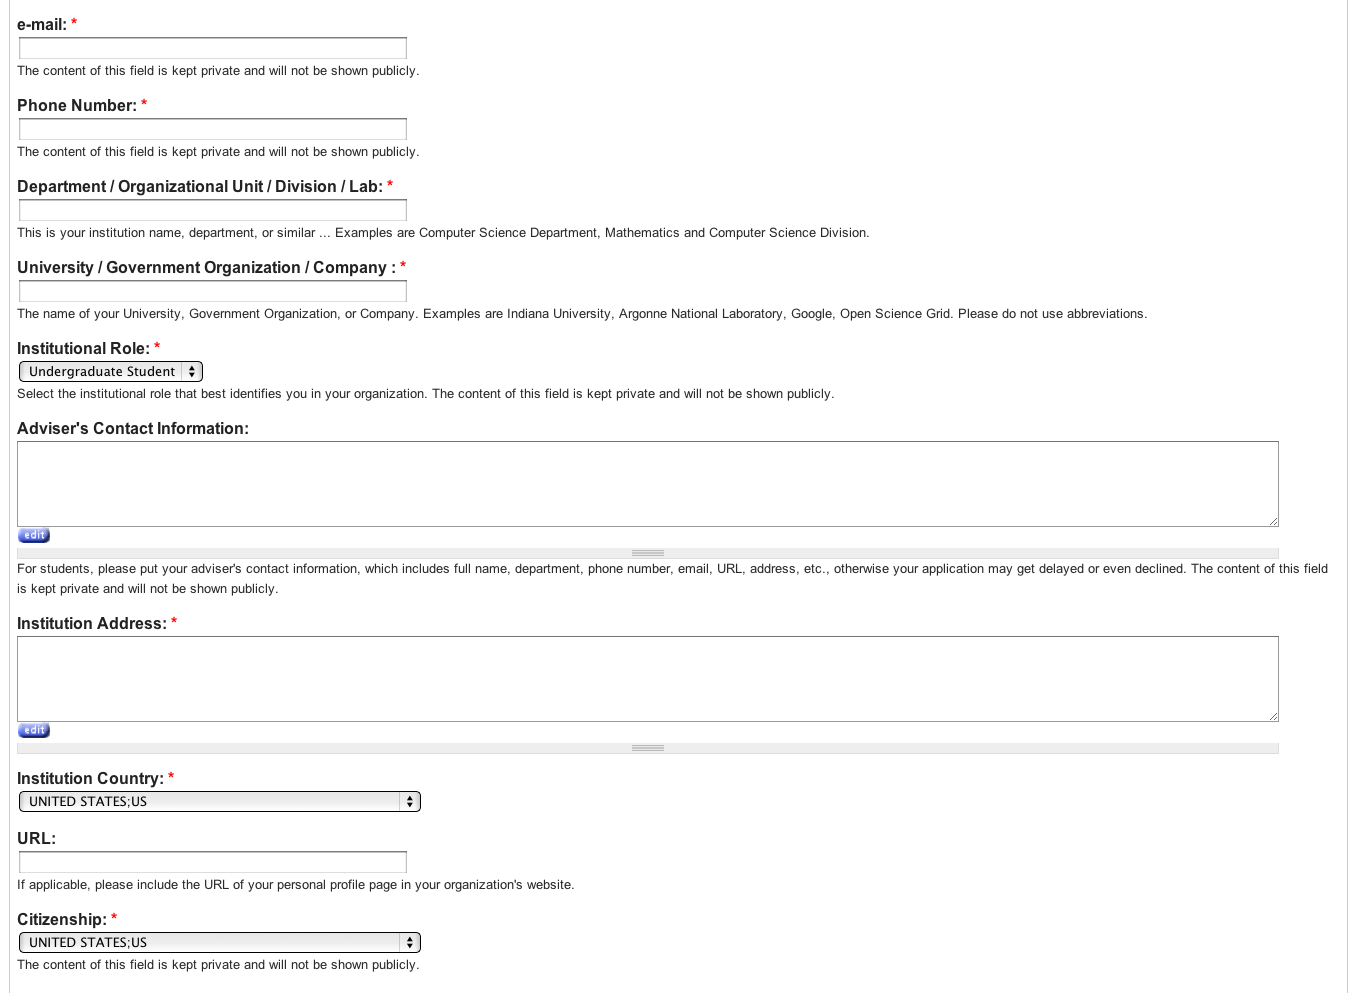 e-mail: *
The content of this field is kept private and will not be shown publicly.
Phone Number: *
The content of this field is kept private and will not be shown publicly.
Department / Organizational Unit / Division / Lab: *
This is your institution name, department, or similar ... Examples are Computer Science Department, Mathematics and Computer Science Division.
University / Government Organization / Company : *
The name of your University, Government Organization, or Company. Examples are Indiana University, Argonne National Laboratory, Google, Open Science Grid. Please do not use abbreviations.
Institutional Role: *
Undergraduate Student
Select the institutional role that best identifies you in your organization. The content of this field is kept private and will not be shown publicly.
Adviser's Contact Information:
edit
For students, please put your adviser's contact information, which includes full name, department, phone number, email, URL, address, etc., otherwise your application may get delayed or even declined. The content of this field
is kept private and will not be shown publicly.
Institution Address: *
edit
Institution Country: *
UNITED STATES;US
URL:
If applicable, please include the URL of your personal profile page in your organization's website.
Citizenship: *
UNITED STATES;US
The content of this field is kept private and will not be shown publicly.